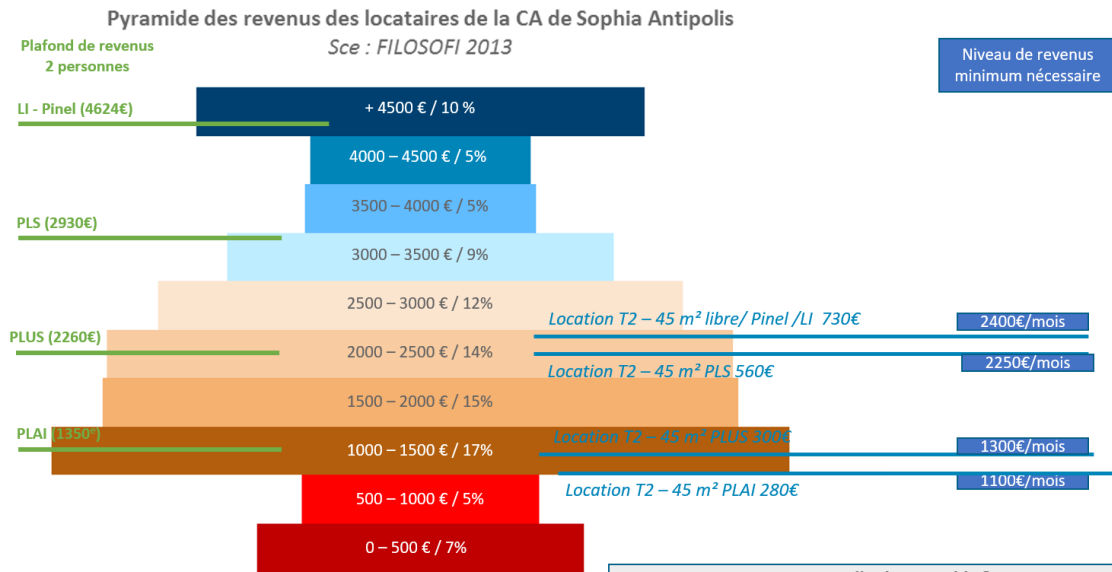 Pyramide des revenus des locataires de la CA de Sophia Antipolis
Sce : FILOSOFI 2013
Plafond de revenus
2 personnes
Niveau de revenus
minimum nécessaire
LI - Pinel (4624€)
+ 4500 € / 10 %
4000 – 4500 € / 5%
3500 – 4000 € / 5%
PLS (2930€)
3000 – 3500 € / 9%
2500 – 3000 € / 12%
Location T2 – 45 m² libre/ Pinel /LI 730€
2400€/mois
PLUS (2260€)
2000 – 2500 € / 14%
Location T2 – 45 m² PLS 560€
2250€/mois
1500 – 2000 € / 15%
PLAI (1350€)
Location T2 – 45 m² PLUS 300€
1300€/mois
1000 – 1500 € / 17%
500 – 1000 € / 5%
Location T2 – 45 m² PLAI 280€
1100€/mois
0 – 500 € / 7%